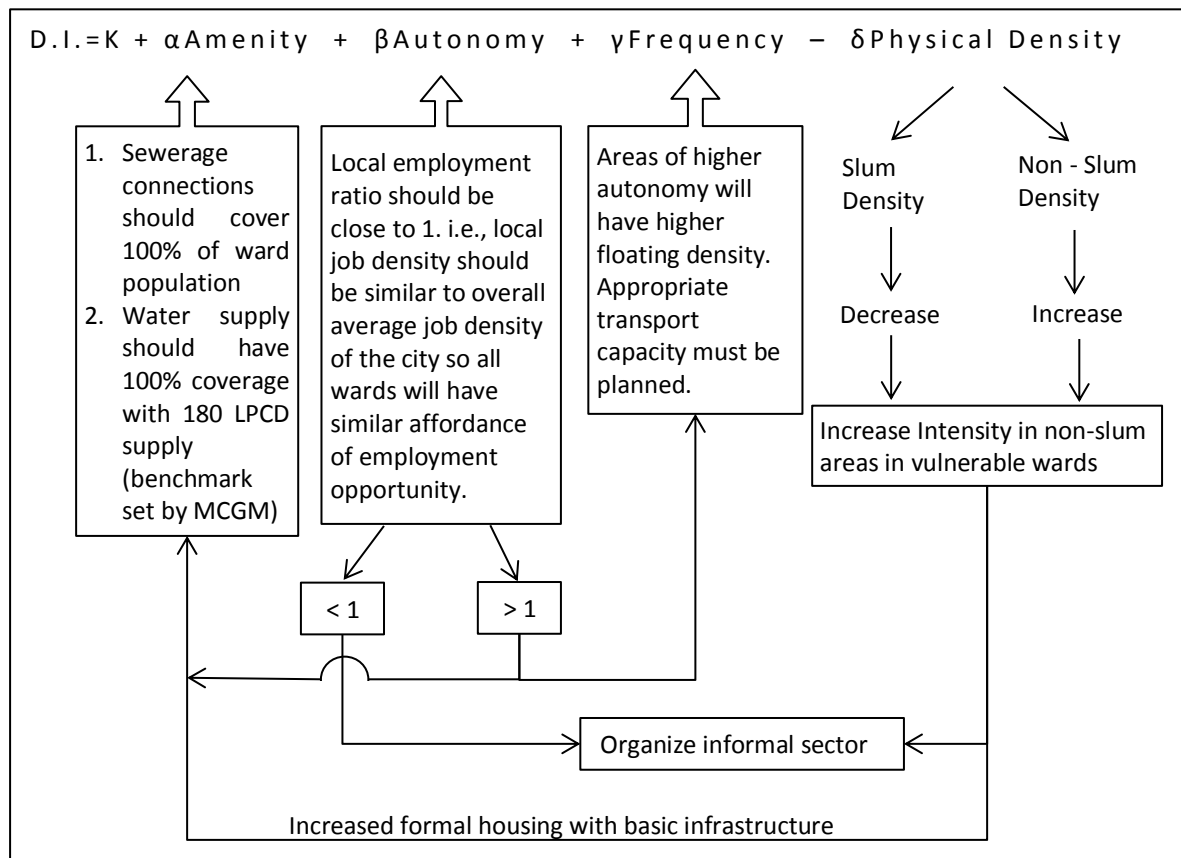 D.I.=K + αAmenity + βAutonomy + γFrequency – δPhysical Density
1. Sewerage
connections
should cover
100% of ward
population
2. Water supply
should have
100% coverage
with 180 LPCD
supply
(benchmark
set by MCGM)
Local employment
ratio should be
close to 1. i.e., local
job density should
be similar to overall
average job density
of the city so all
wards will have
similar affordance
of employment
opportunity.
Areas of higher
autonomy will
have higher
floating density.
Appropriate
transport
capacity must be
planned.
Slum
Density
Non - Slum
Density
Decrease
Increase
Increase Intensity in non-slum
areas in vulnerable wards
< 1
> 1
Organize informal sector
Increased formal housing with basic infrastructure